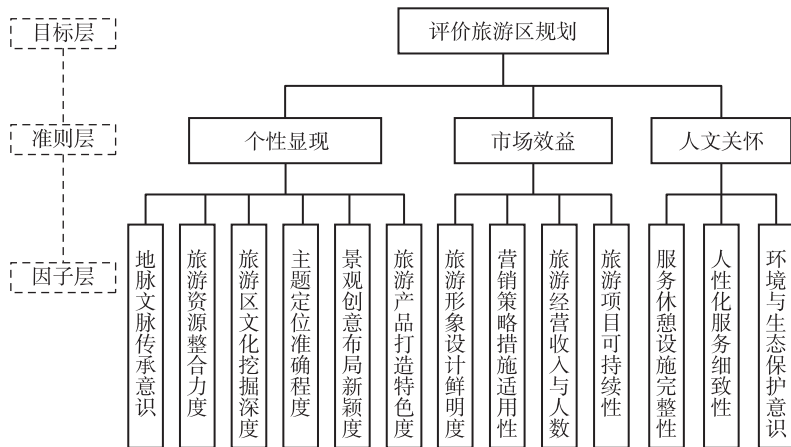 目标层
评价旅游区规划
准则层
个性显现
市场效益
人文关怀
因子层
地脉文脉传承意识
旅游资源整合力度
旅游区文化挖掘深度
主题定位准确程度
景观创意布局新颖度
旅游产品打造特色度
旅游形象设计鲜明度
营销策略措施适用性
旅游经营收入与人数
旅游项目可持续性
服务休憩设施完整性
人性化服务细致性
环境与生态保护意识